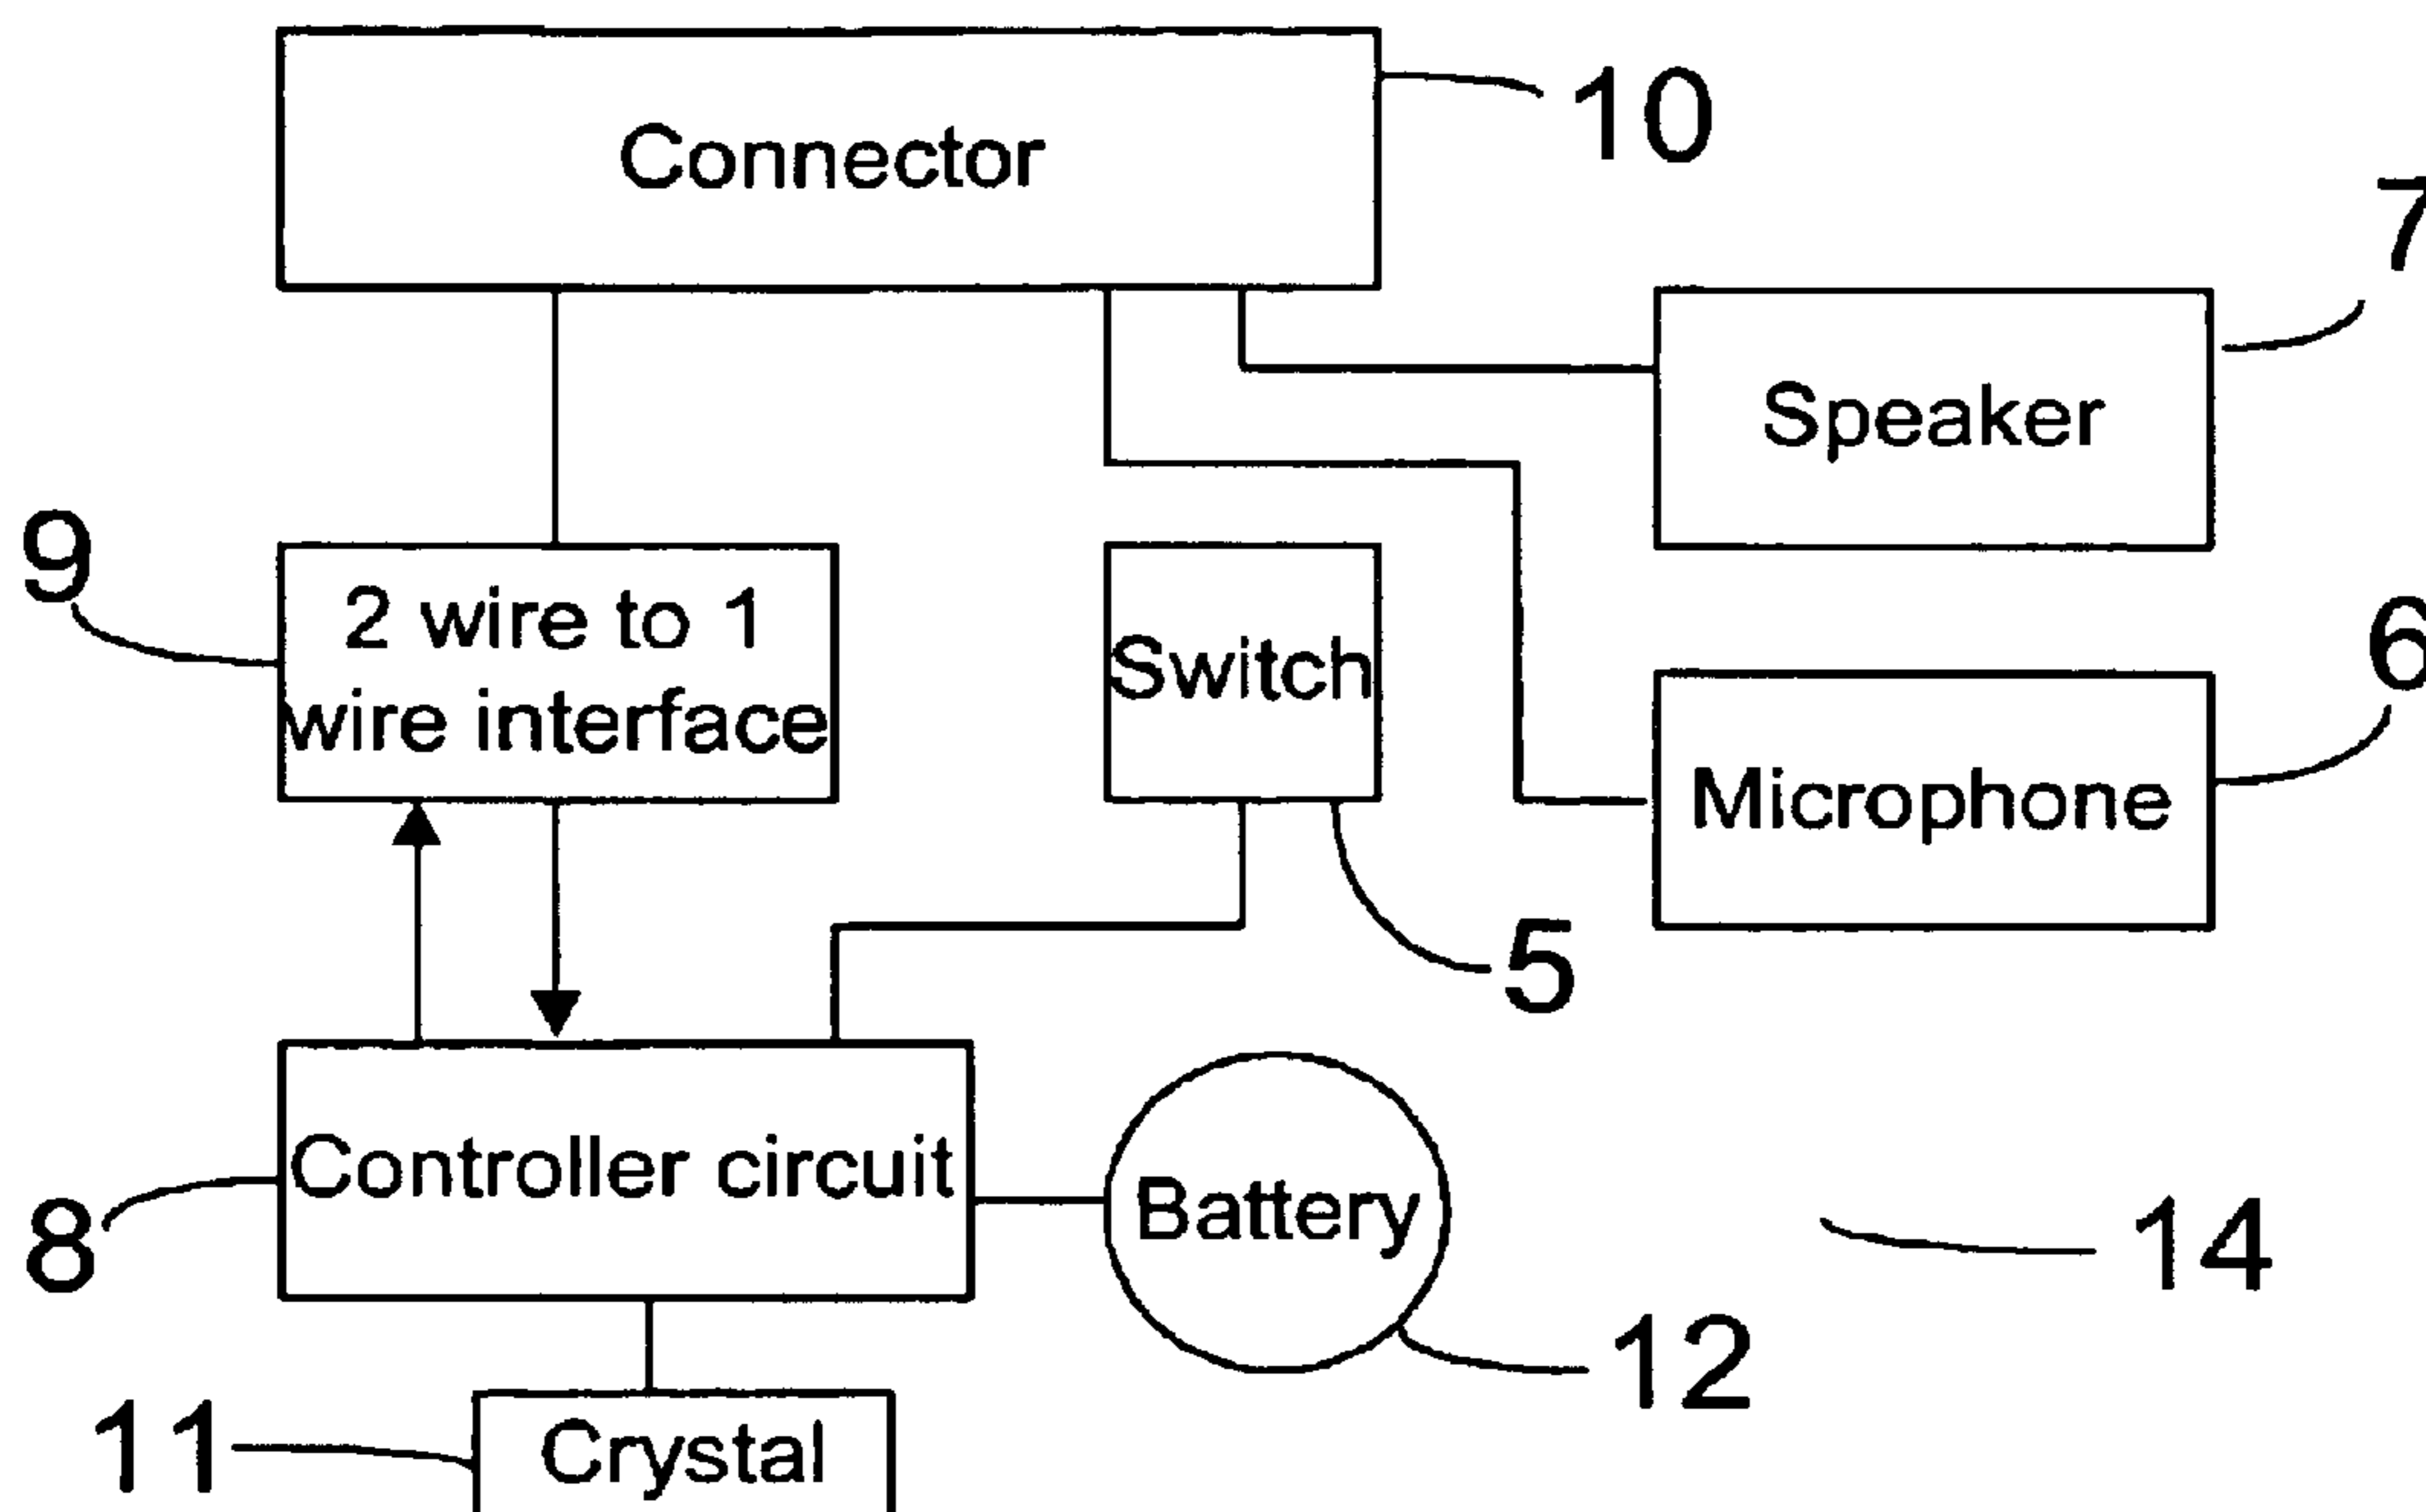 Connector
10
7
Speaker
9
2 wire to 1
wire interface
Switch
6
Microphone
5
Controller circuit
8
Battery
14
12
11
Crystal